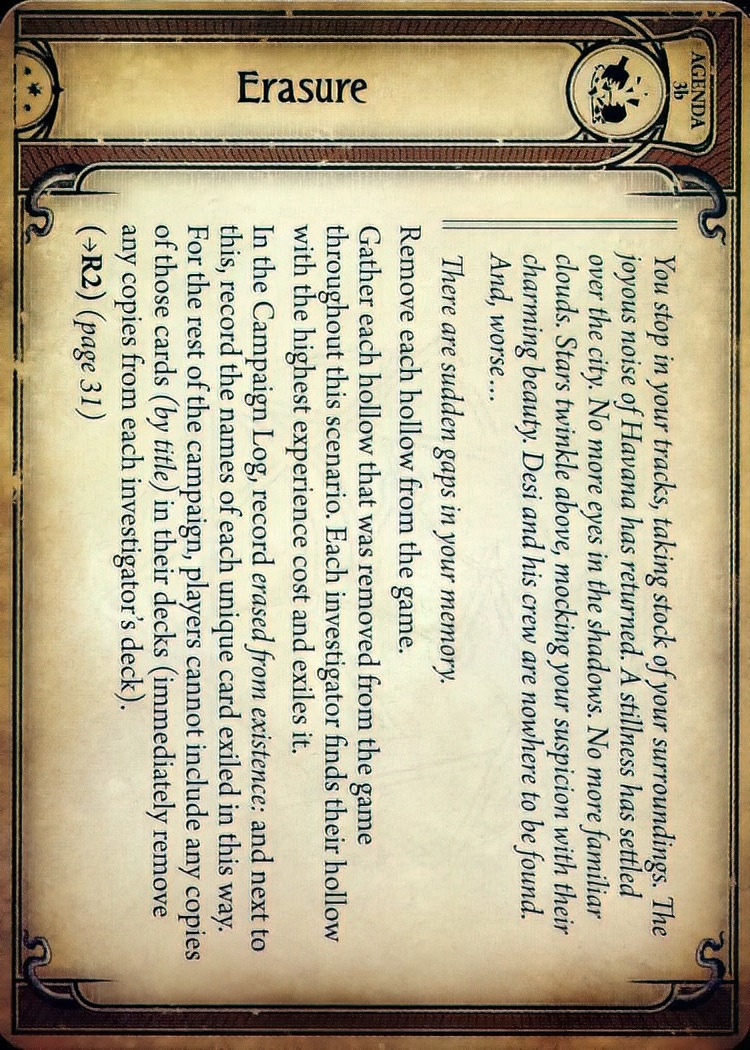 AGENDA
3b
Erasure
You stop in your tracks, taking stock of your surroundings. The
joyous noise of Havana has returned. A stillness has settled
over the city. No more eyes in the shadows. No more familiar
clouds. Stars twinkle above, mocking your suspicion with their
charming beauty. Desi and his crew are nowhere to be found.
And, worse…
There are sudden gaps in your memory.
Remove each hollow from the game.
Gather each hollow that was removed from the game
throughout this scenario. Each investigator finds their hollow
with the highest experience cost and exiles it.
In the Campaign Log, record erased from existence: and next to
this, record the names of each unique card exiled in this way.
For the rest of the campaign, players cannot include any copies
of those cards (by title) in their decks (immediately remove
any copies from each investigator's deck).
(→R2) (page 31)